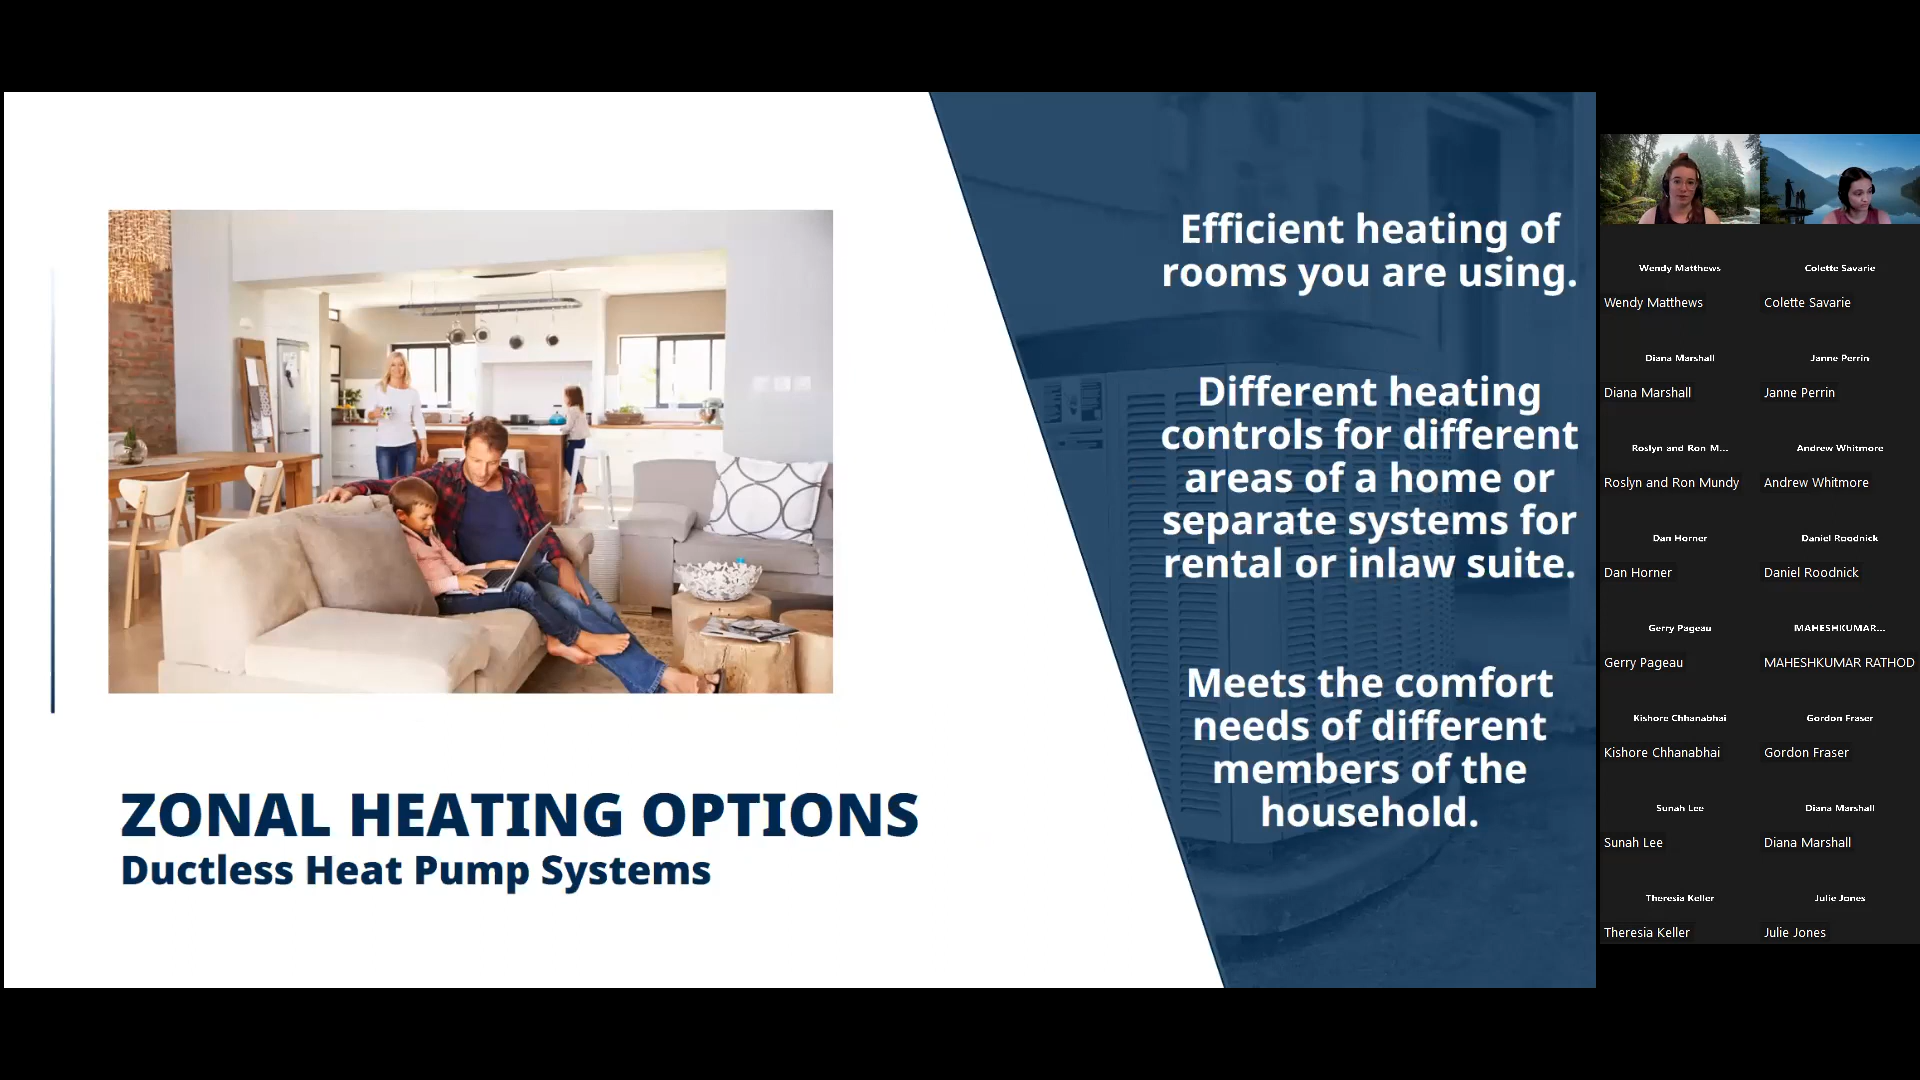 ZONAL HEATING OPTIONS
Ductless Heat Pump Systems
Efficient heating of
rooms you are using.
Different heating
controls for different
areas of a home or
separate systems for
rental or inlaw suite.
Meets the comfort
needs of different
members of the
household.
Wendy Matthews
Colette Savarie
Wendy Matthews
Colette Savarie
Diana Marshall
Janne Perrin
Diana Marshall
Janne Perrin
Roslyn and Ron M...
Andrew Whitmore
Roslyn and Ron Mundy
Andrew Whitmore
Dan Horner
Daniel Roodnick
Dan Horner
Daniel Roodnick
Gerry Pageau
MAHESHKUMAR...
Gerry Pageau
MAHESHKUMAR RATHOD
Kishore Chhanabhai
Gordon Fraser
Kishore Chhanabhai
Gordon Fraser
Sunah Lee
Diana Marshall
Sunah Lee
Diana Marshall
Theresia Keller
Julie Jones
Theresia Keller
Julie Jones